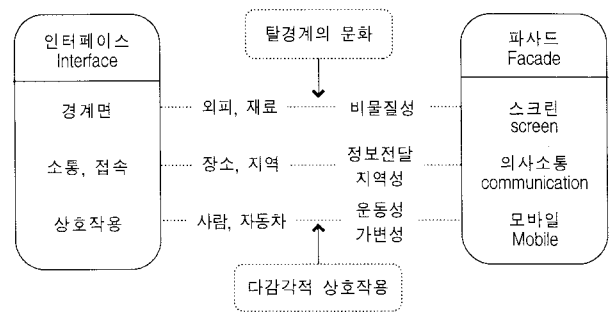 탈경계의 문화
인터페이스
Interface
파사드
Facade
경계면
외피, 재료
비물질성
스크린
screen
소통, 접속
장소, 지역
정보전달
지역성
의사소통
communication
상호작용
사람, 자동차
운동성
가변성
모바일
Mobile
다감각적 상호작용